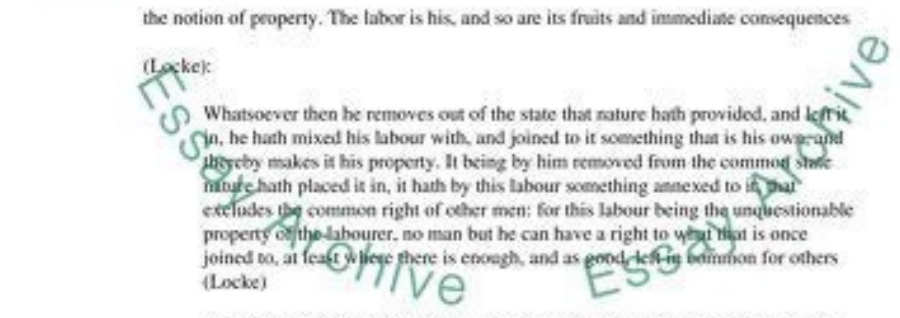 the notion of property. The labor is his, and so are its fruits and immediate consequences
(Locke):
Whatsoever then he removes out of the state that nature hath provided, and left it
in, he hath mixed his labour with, and joined to it something that is his own, and
thereby makes it his property. It being by him removed from the common state
nature hath placed it in, it hath by this labour something annexed to it, that
excludes the common right of other men: for this labour being the unquestionable
property of the labourer, no man but he can have a right to what that is once
joined to, at least where there is enough, and as good, left in common for others
(Locke)
Essay Archive
Essay Archive